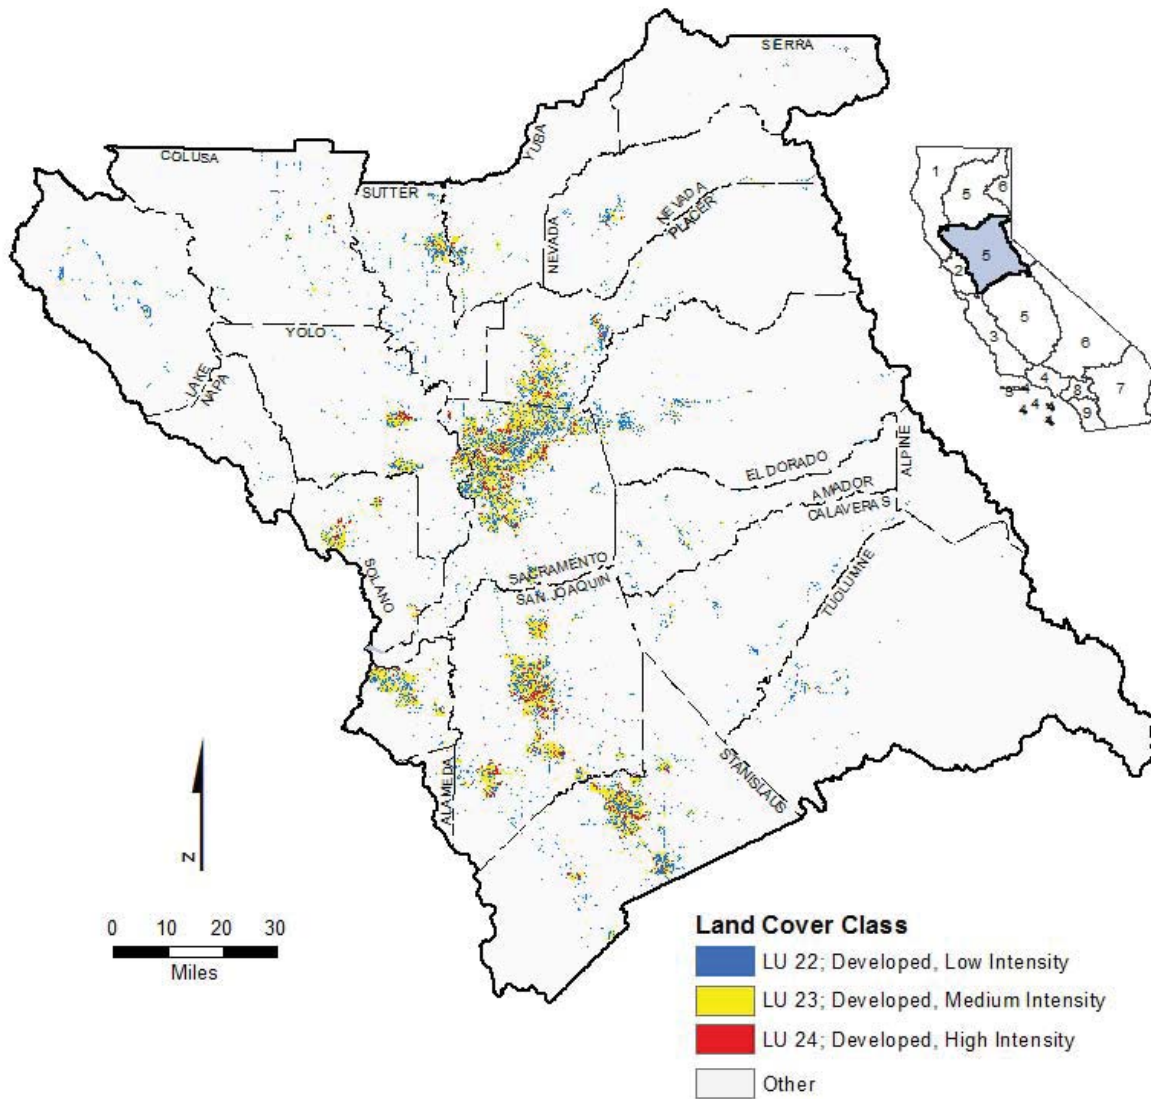 SIERRA
YUBA
COLUSA
SUTTER
NEVADA
PLACER
NEVADA
YOLO
LAKE
NAPA
EL DORADO
ALPINE
AMADOR
CALAVERAS
SACRAMENTO
SAN JOAQUIN
SOLANO
TUOLUMNE
STANISLAUS
ALAMEDA
1
5
6
2
5
5
3
6
4
8
7
9
4
N
0 10 20 30
Miles
Land Cover Class
LU 22; Developed, Low Intensity
LU 23; Developed, Medium Intensity
LU 24; Developed, High Intensity
Other